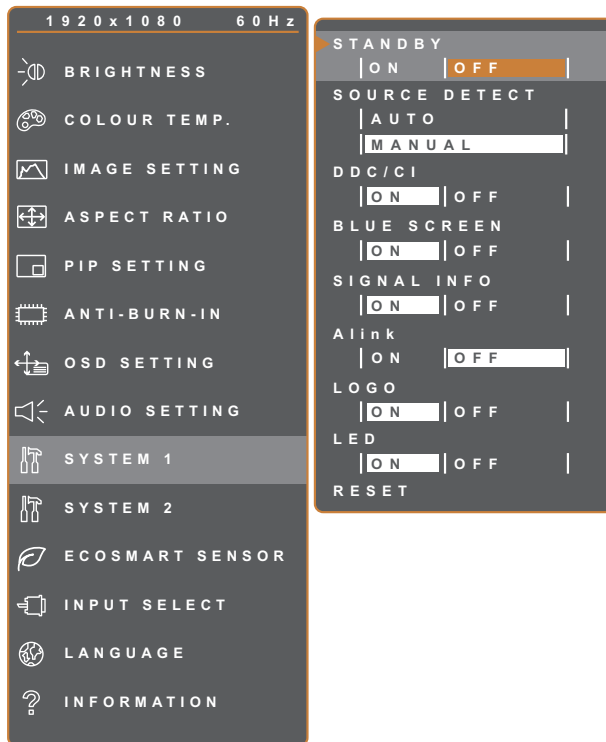 1920x1080 60Hz
BRIGHTNESS
COLOUR TEMP.
IMAGE SETTING
ASPECT RATIO
PIP SETTING
ANTI-BURN-IN
OSD SETTING
AUDIO SETTING
SYSTEM 1
SYSTEM 2
ECOSMART SENSOR
INPUT SELECT
LANGUAGE
INFORMATION
STANDBY
ON OFF
SOURCE DETECT
AUTO
MANUAL
DDC/CI
ON OFF
BLUE SCREEN
ON OFF
SIGNAL INFO
ON OFF
Alink
ON OFF
LOGO
ON OFF
LED
ON OFF
RESET